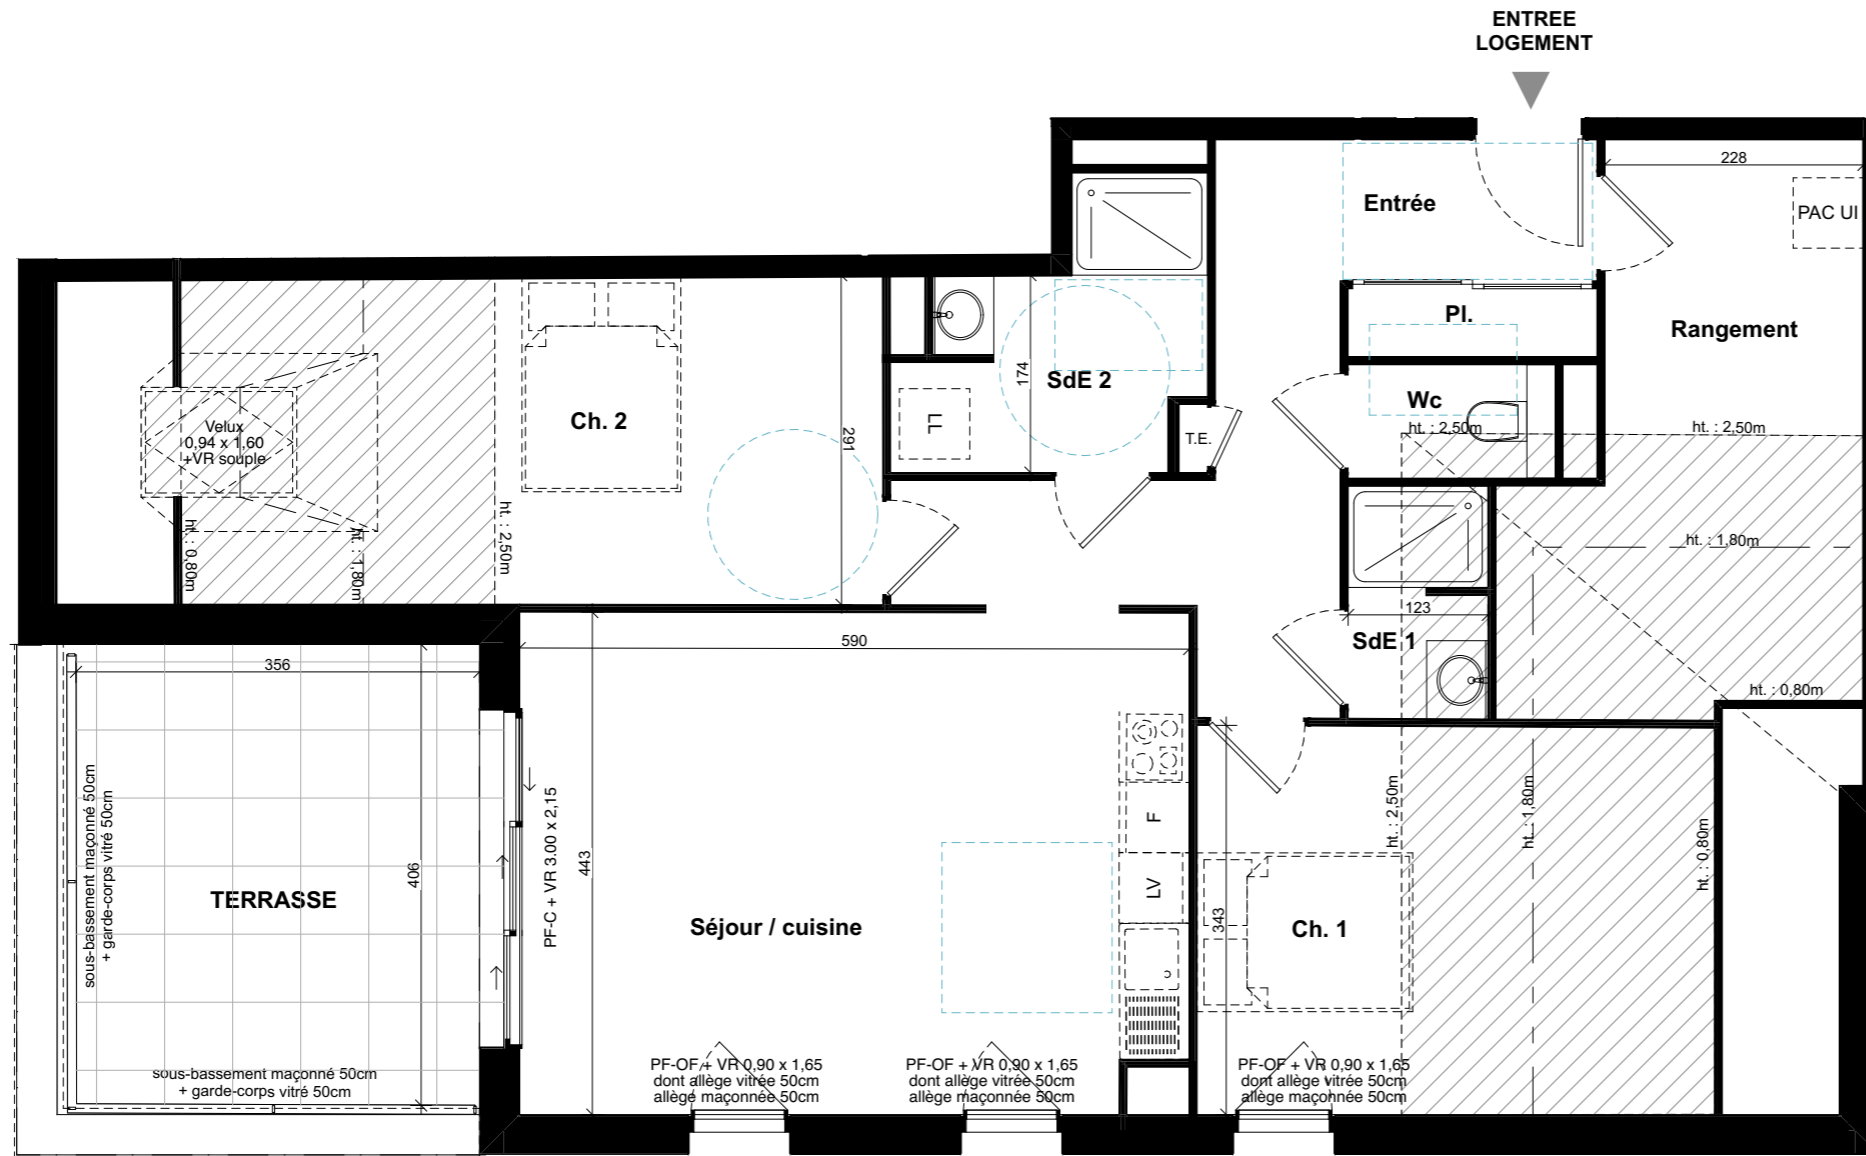 ENTREE
LOGEMENT
228
PAC UI
Entrée
Pl.
Rangement
Wc
ht. : 2,50m
ht. : 2,50m
SdE 2
174
LL
T.E.
Ch. 2
291
Velux
0,94 x 1,60
+VR souple
ht. : 0,80m
ht. : 1,80m
ht. : 2,50m
ht. : 1,80m
123
SdE 1
ht. : 0,80m
590
356
443
406
PF-C + VR 3.00 x 2,15
sous-bassement maçonné 50cm
+ garde-corps vitré 50cm
TERRASSE
Séjour / cuisine
F
LV
343
Ch. 1
ht. : 2,50m
ht. : 1,80m
ht. : 0,80m
sous-bassement maçonné 50cm
+ garde-corps vitré 50cm
PF-OF + VR 0,90 x 1,65
dont allège vitrée 50cm
allège maçonnée 50cm
PF-OF + VR 0,90 x 1,65
dont allège vitrée 50cm
allège maçonnée 50cm
PF-OF + VR 0,90 x 1,65
dont allège vitrée 50cm
allège maçonnée 50cm